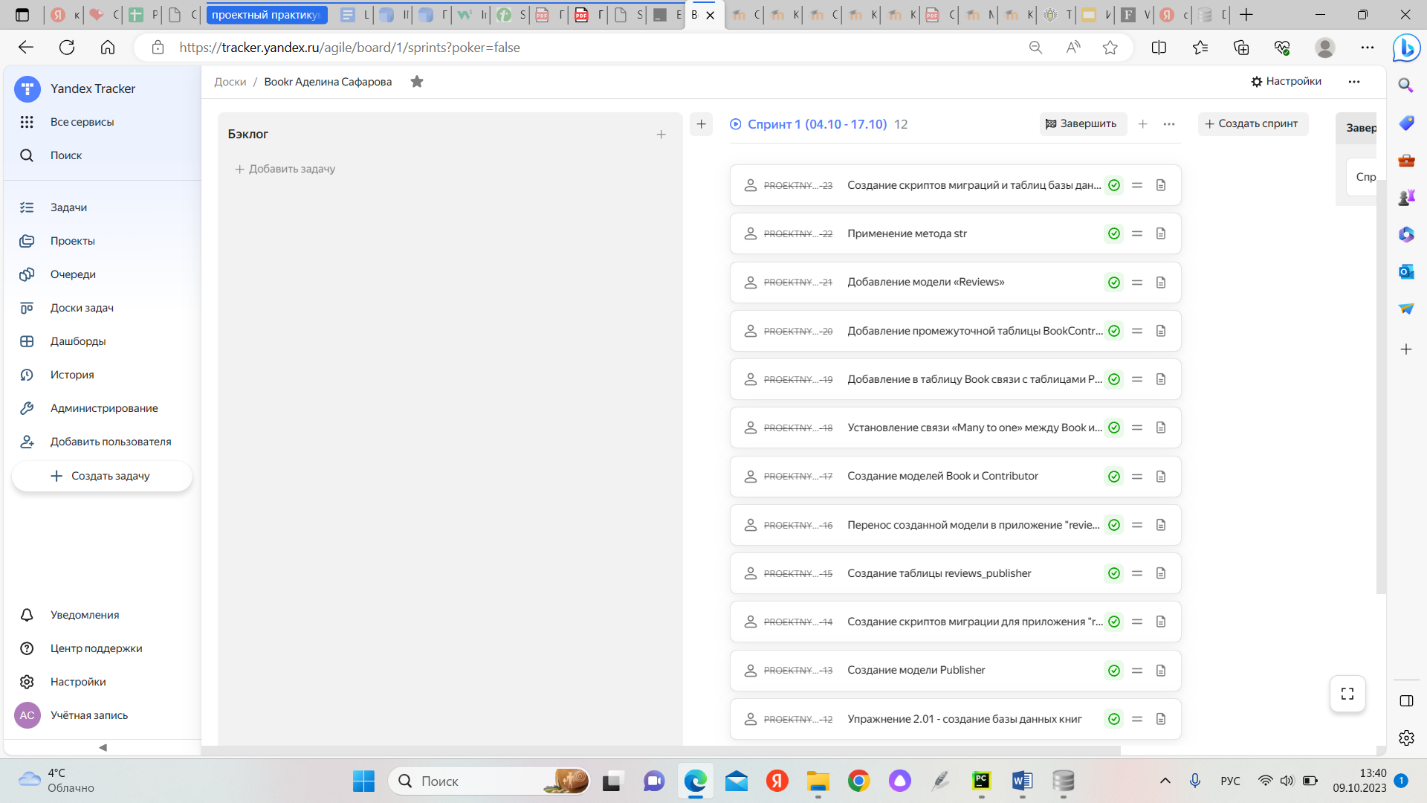 проектный практику
https://tracker.yandex.ru/agile/board/1/sprints?poker=false
Yandex Tracker
Все сервисы
Поиск
Задачи
Проекты
Очереди
Доски задач
Дашборды
История
Администрирование
Добавить пользователя
Создать задачу
Уведомления
Центр поддержки
Настройки
АС Учётная запись
Доски / Bookr Аделина Сафарова
Настройки
Бэклог
Добавить задачу
Спринт 1 (04.10 - 17.10) 12
Завершить
Создать спринт
Завер
Спр
PROEKTNY...-23 Создание скриптов миграций и таблиц базы дан...
PROEKTNY...-22 Применение метода str
PROEKTNY...-21 Добавление модели «Reviews»
PROEKTNY...-20 Добавление промежуточной таблицы BookContr...
PROEKTNY...-19 Добавление в таблицу Book связи с таблицами P...
PROEKTNY...-18 Установление связи «Many to one» между Book и...
PROEKTNY...-17 Создание моделей Book и Contributor
PROEKTNY...-16 Перенос созданной модели в приложение "revie...
PROEKTNY...-15 Создание таблицы reviews_publisher
PROEKTNY...-14 Создание скриптов миграции для приложения "r...
PROEKTNY...-13 Создание модели Publisher
PROEKTNY...-12 Упражнение 2.01 - создание базы данных книг
4°C
Облачно
Поиск
РУС
13:40
09.10.2023
1